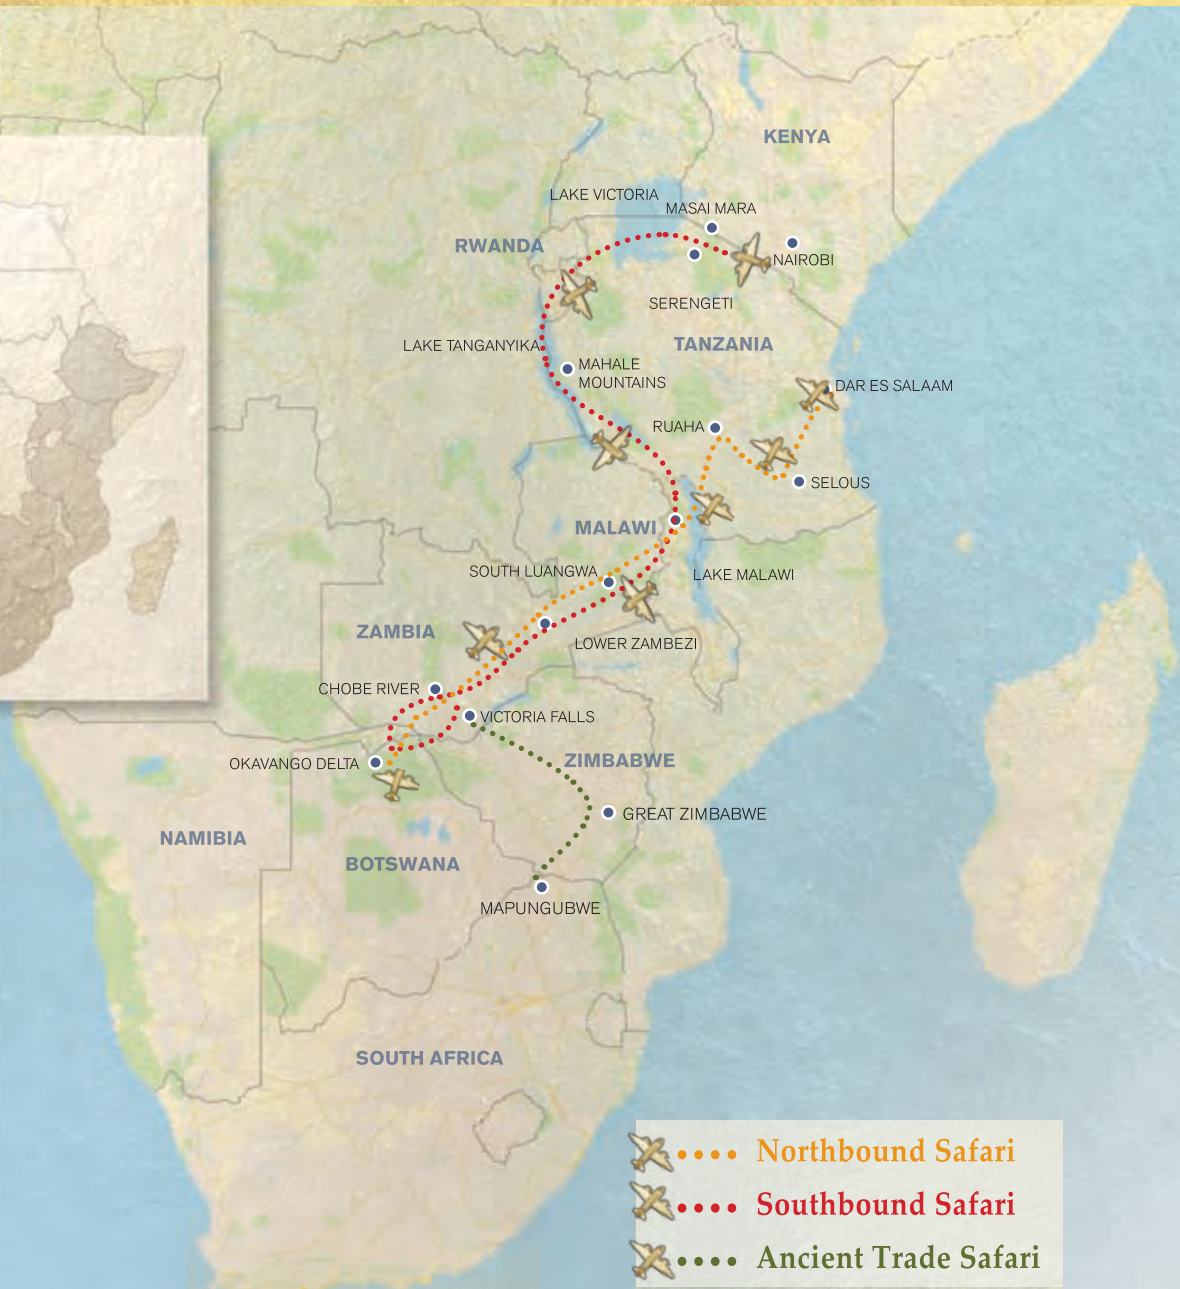 KENYA
LAKE VICTORIA
MASAI MARA
RWANDA
NAIROBI
SERENGETI
TANZANIA
LAKE TANGANYIKA
MAHALE
MOUNTAINS
DAR ES SALAAM
RUAHA
SELOUS
MALAWI
SOUTH LUANGWA
LAKE MALAWI
ZAMBIA
LOWER ZAMBEZI
CHOBE RIVER
VICTORIA FALLS
OKAVANGO DELTA
ZIMBABWE
GREAT ZIMBABWE
NAMIBIA
BOTSWANA
MAPUNGUBWE
SOUTH AFRICA
Northbound Safari
Southbound Safari
Ancient Trade Safari